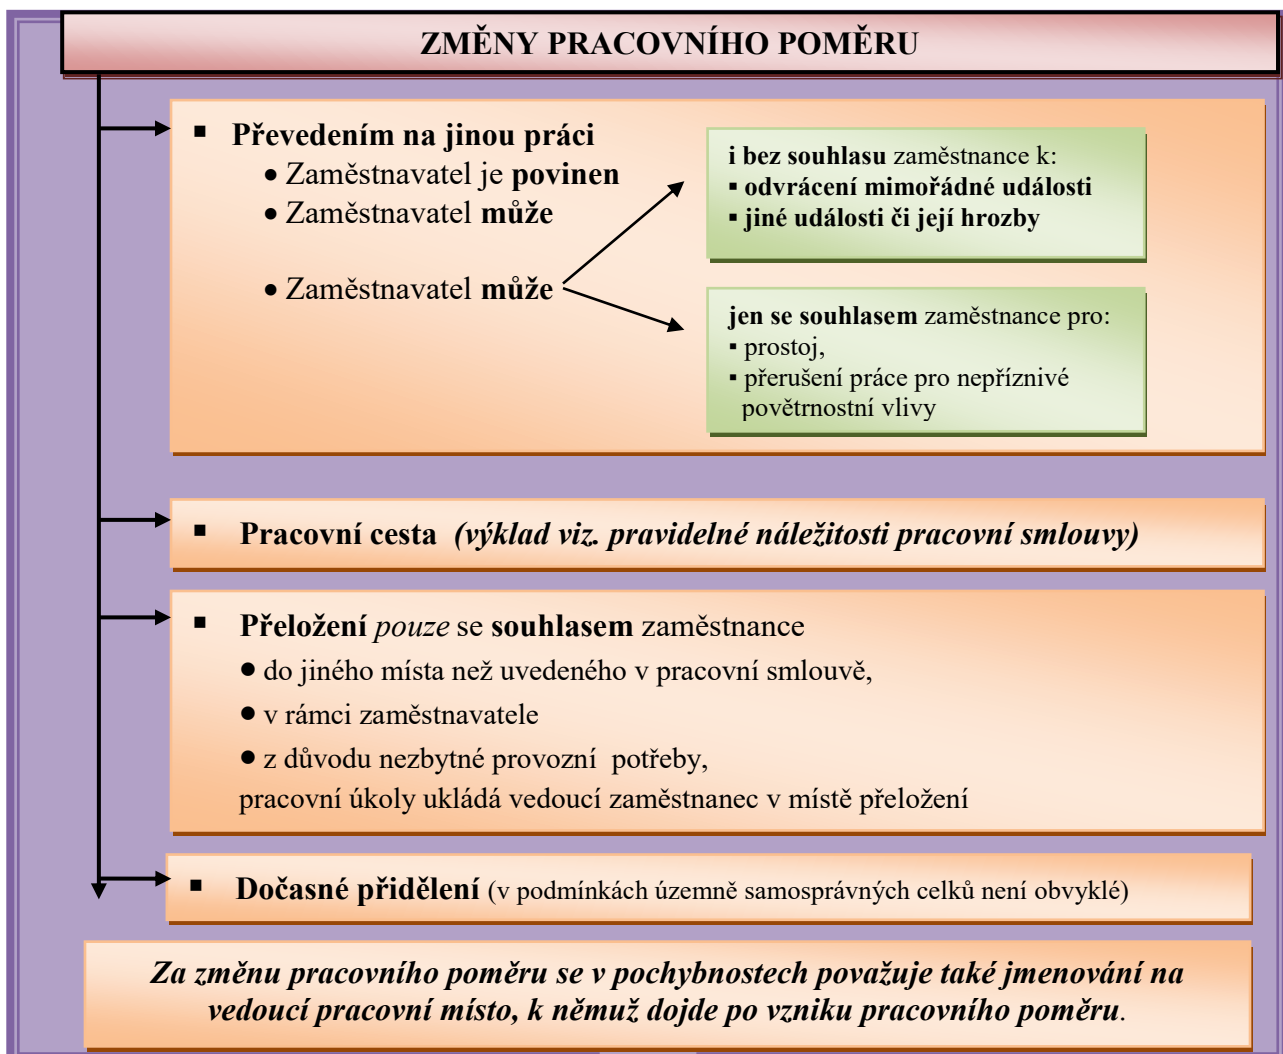 ZMĚNY PRACOVNÍHO POMĚRU
▪ Převedením na jinou práci
• Zaměstnavatel je povinen
• Zaměstnavatel může
• Zaměstnavatel může
i bez souhlasu zaměstnance k:
▪ odvrácení mimořádné události
▪ jiné události či její hrozby
jen se souhlasem zaměstnance pro:
▪ prostoj,
▪ přerušení práce pro nepříznivé
povětrnostní vlivy
▪ Pracovní cesta (výklad viz. pravidelné náležitosti pracovní smlouvy)
▪ Přeložení pouze se souhlasem zaměstnance
● do jiného místa než uvedeného v pracovní smlouvě,
● v rámci zaměstnavatele
● z důvodu nezbytné provozní potřeby,
pracovní úkoly ukládá vedoucí zaměstnanec v místě přeložení
▪ Dočasné přidělení (v podmínkách územně samosprávných celků není obvyklé)
Za změnu pracovního poměru se v pochybnostech považuje také jmenování na
vedoucí pracovní místo, k němuž dojde po vzniku pracovního poměru.